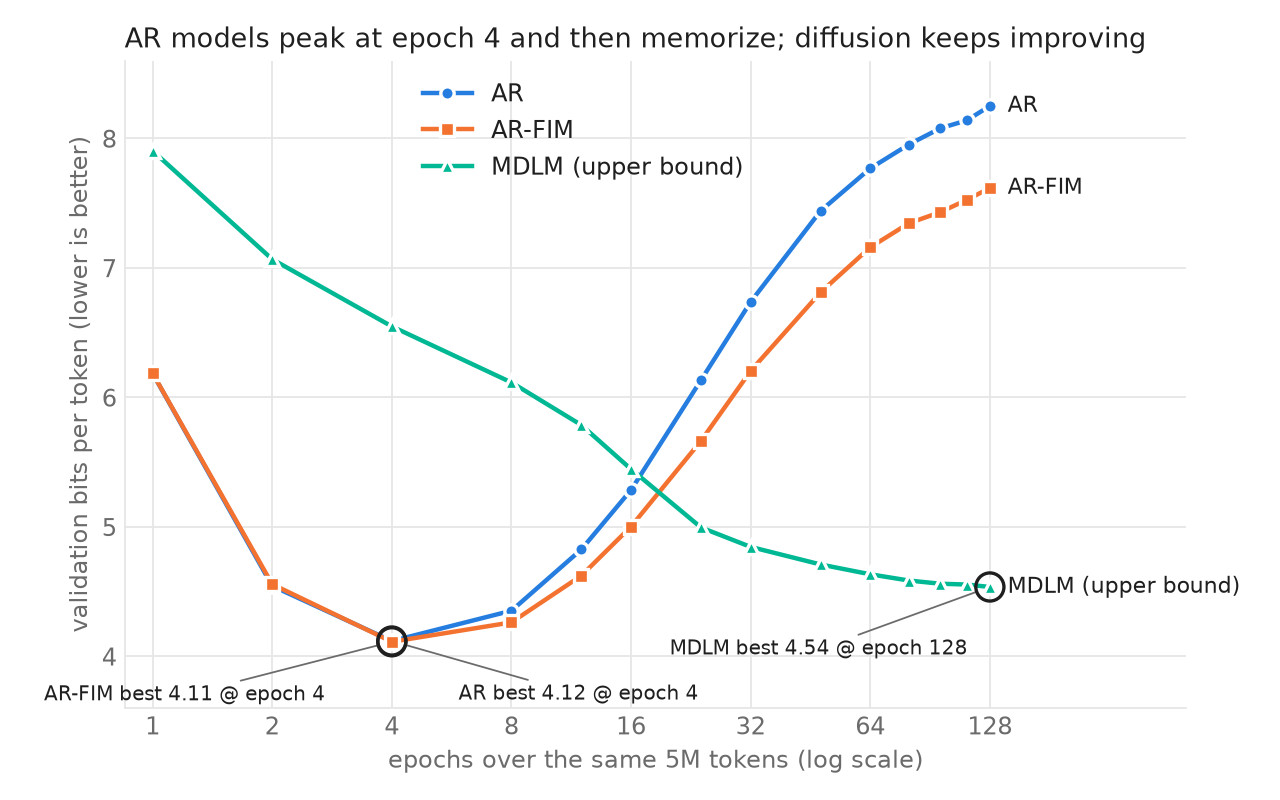 AR models peak at epoch 4 and then memorize; diffusion keeps improving
AR
AR-FIM
MDLM (upper bound)
AR
AR-FIM
MDLM (upper bound)
MDLM best 4.54 @ epoch 128
AR-FIM best 4.11 @ epoch 4
AR best 4.12 @ epoch 4
validation bits per token (lower is better)
8
7
6
5
4
1 2 4 8 16 32 64 128
epochs over the same 5M tokens (log scale)